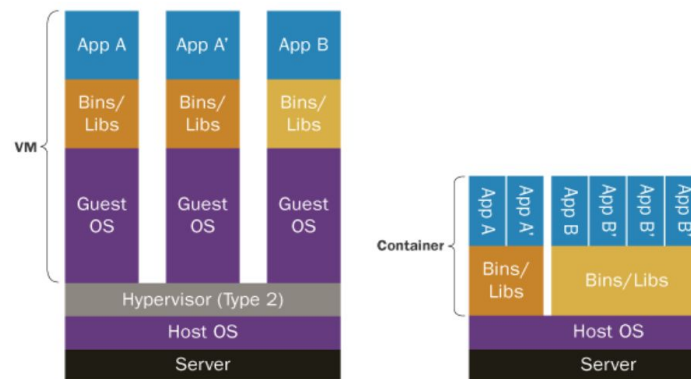 App A
App A'
App B
Bins/
Libs
Bins/
Libs
Bins/
Libs
VM
Guest
OS
Guest
OS
Guest
OS
Hypervisor (Type 2)
Host OS
Server
App A
App A'
App B
App B'
App B'
App B'
Container
Bins/
Libs
Bins/Libs
Host OS
Server